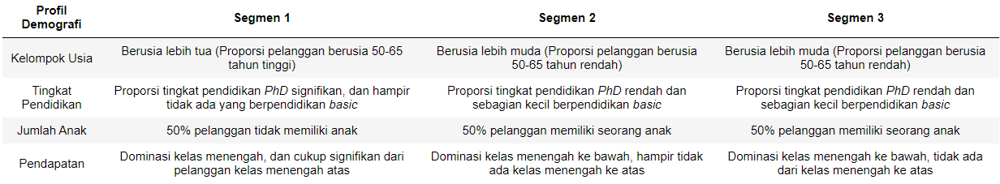 Profil
Demografi
Segmen 1
Segmen 2
Segmen 3
Kelompok Usia
Berusia lebih tua (Proporsi pelanggan berusia 50-65
tahun tinggi)
Berusia lebih muda (Proporsi pelanggan berusia
50-65 tahun rendah)
Berusia lebih muda (Proporsi pelanggan berusia
50-65 tahun rendah)
Tingkat
Pendidikan
Proporsi tingkat pendidikan PhD signifikan, dan hampir
tidak ada yang berpendidikan basic
Proporsi tingkat pendidikan PhD rendah dan
sebagian kecil berpendidikan basic
Proporsi tingkat pendidikan PhD rendah dan
sebagian kecil berpendidikan basic
Jumlah Anak
50% pelanggan tidak memiliki anak
50% pelanggan memiliki seorang anak
50% pelanggan memiliki seorang anak
Pendapatan
Dominasi kelas menengah, dan cukup signifikan dari
pelanggan kelas menengah atas
Dominasi kelas menengah ke bawah, hampir tidak
ada kelas menengah ke atas
Dominasi kelas menengah ke bawah, tidak ada
dari kelas menengah ke atas